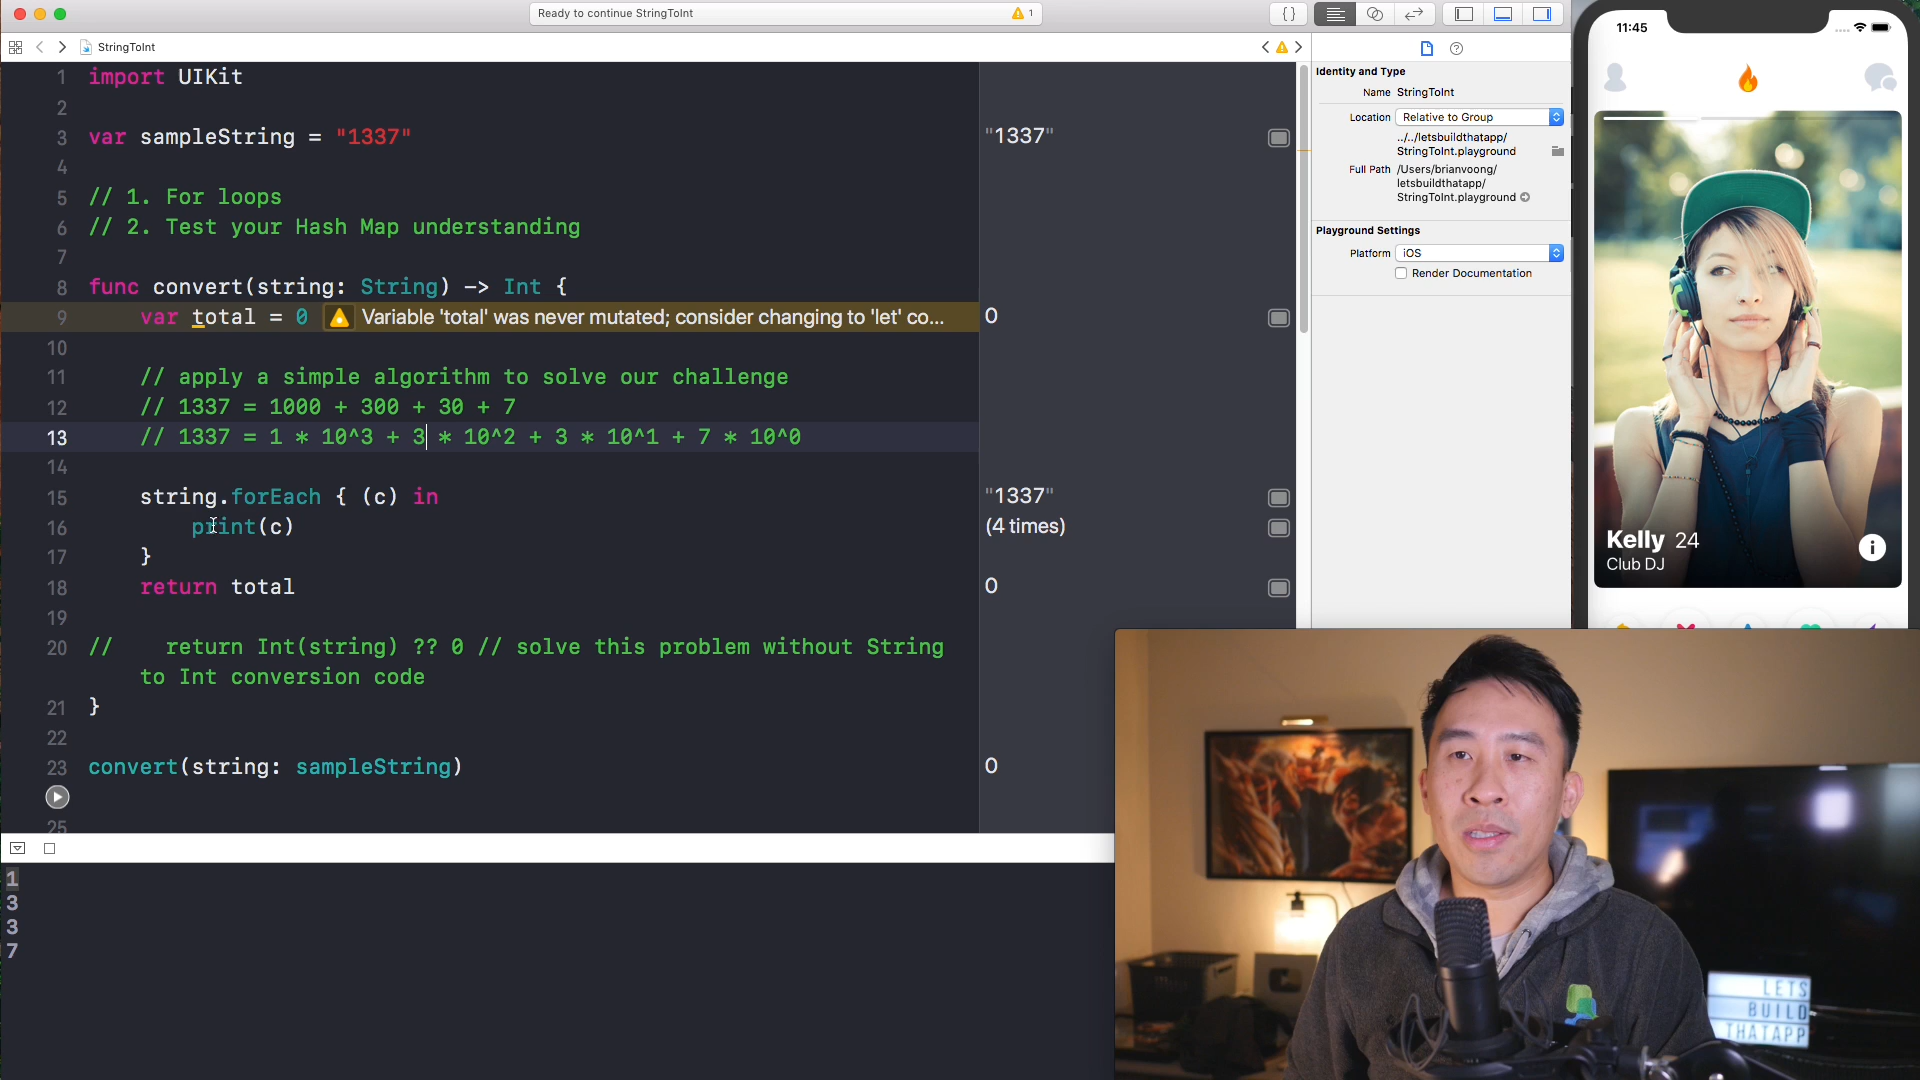 Ready to continue StringToInt
1
{}
StringToInt
1 import UIKit
2
3 var sampleString = "1337"
4
5 // 1. For loops
6 // 2. Test your Hash Map understanding
7
8 func convert(string: String) -> Int {
9 var total = 0 Variable 'total' was never mutated; consider changing to 'let' co...
10
11 // apply a simple algorithm to solve our challenge
12 // 1337 = 1000 + 300 + 30 + 7
13 // 1337 = 1 * 10^3 + 3 * 10^2 + 3 * 10^1 + 7 * 10^0
14
15 string.forEach { (c) in
16 print(c)
17 }
18 return total
19
20 // return Int(string) ?? 0 // solve this problem without String
to Int conversion code
21 }
22
23 convert(string: sampleString)
25
"1337"
0
"1337"
(4 times)
0
0
1
3
3
7
Identity and Type
Name StringToInt
Location Relative to Group
../../letsbuildthatapp/
StringToInt.playground
Full Path /Users/brianvoong/
letsbuildthatapp/
StringToInt.playground
Playground Settings
Platform iOS
Render Documentation
11:45
Kelly 24
Club DJ
i
LETS
BUILD
THATAPP